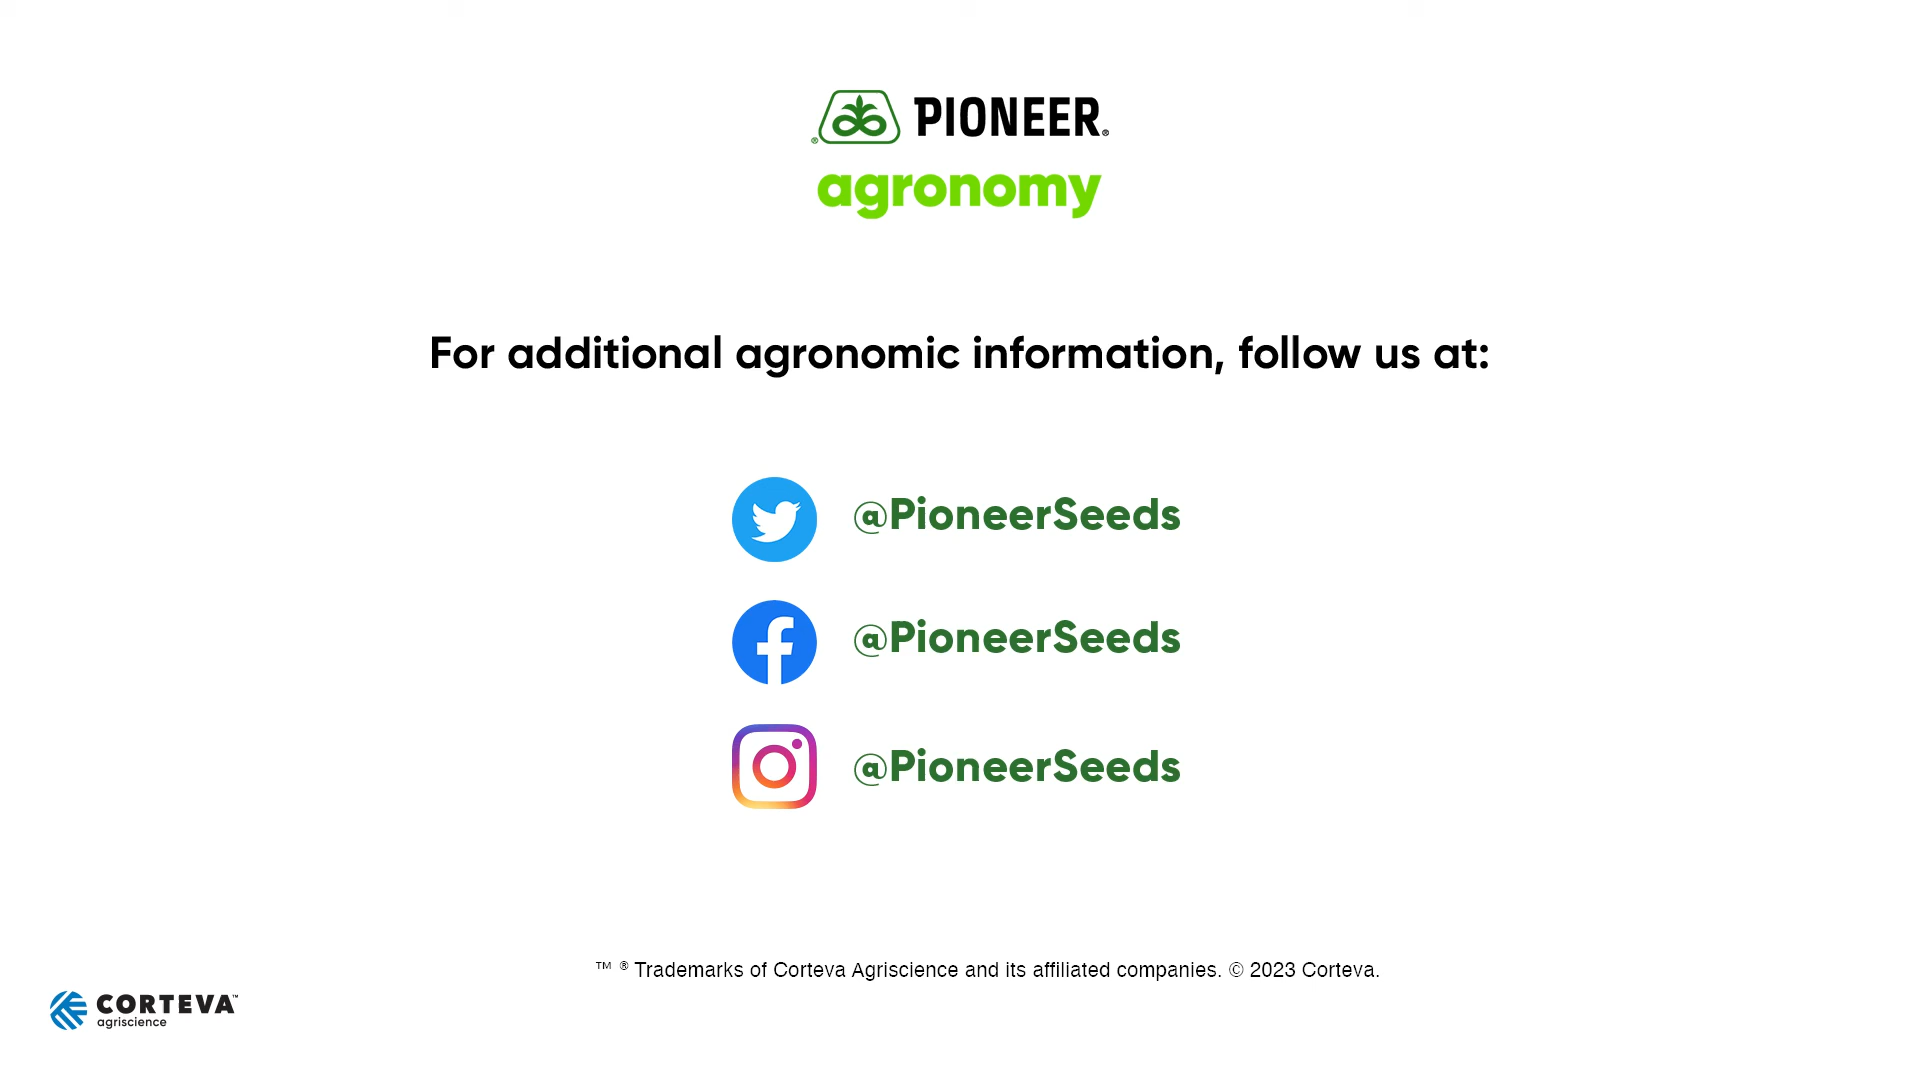 PIONEER®
agronomy
For additional agronomic information, follow us at:
@PioneerSeeds
@PioneerSeeds
@PioneerSeeds
™ ® Trademarks of Corteva Agriscience and its affiliated companies. © 2023 Corteva.
CORTEVA™
agriscience